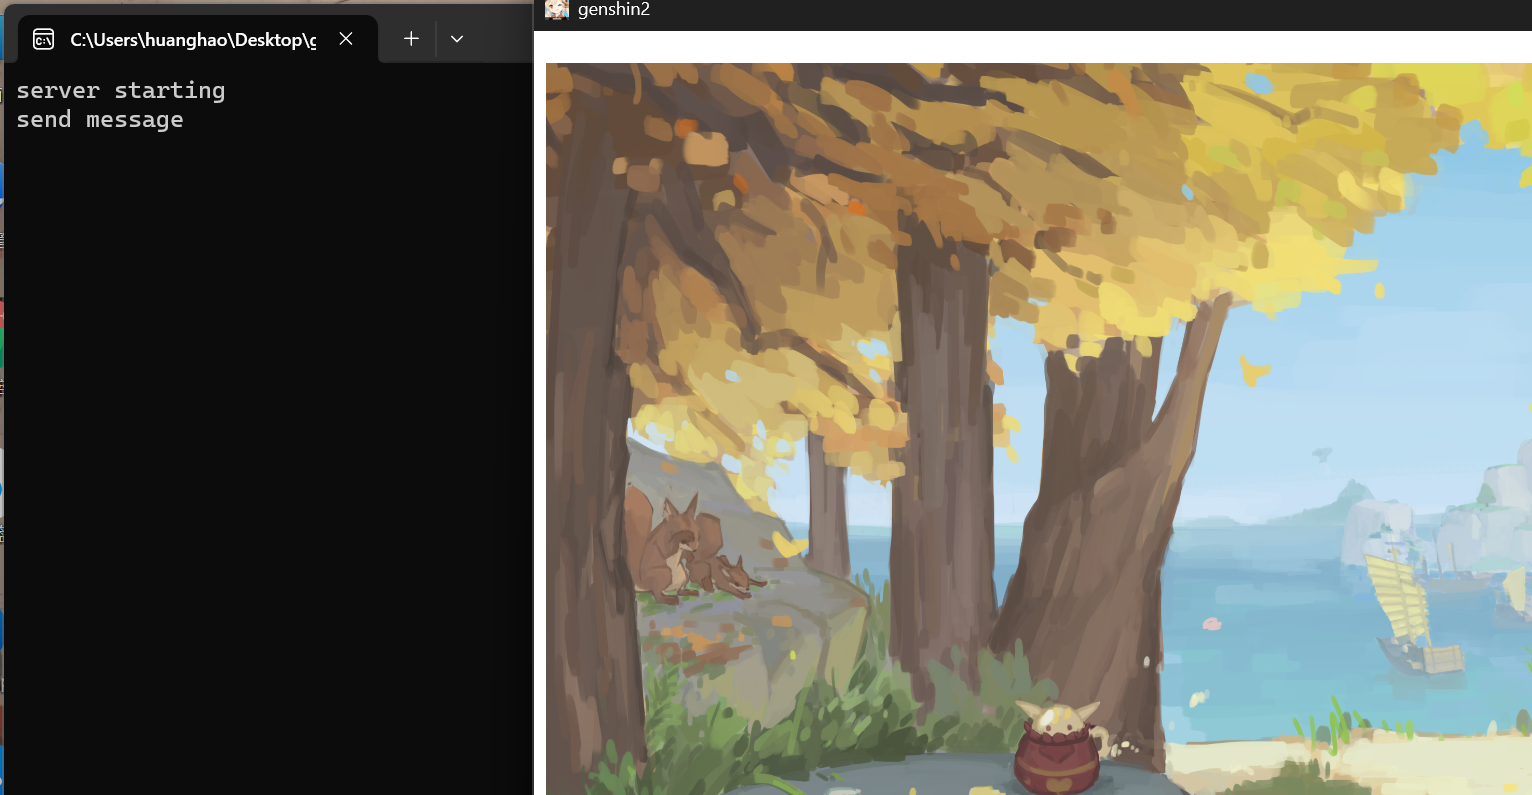 C:\Users\huanghao\Desktop\g
server starting
send message
genshin2